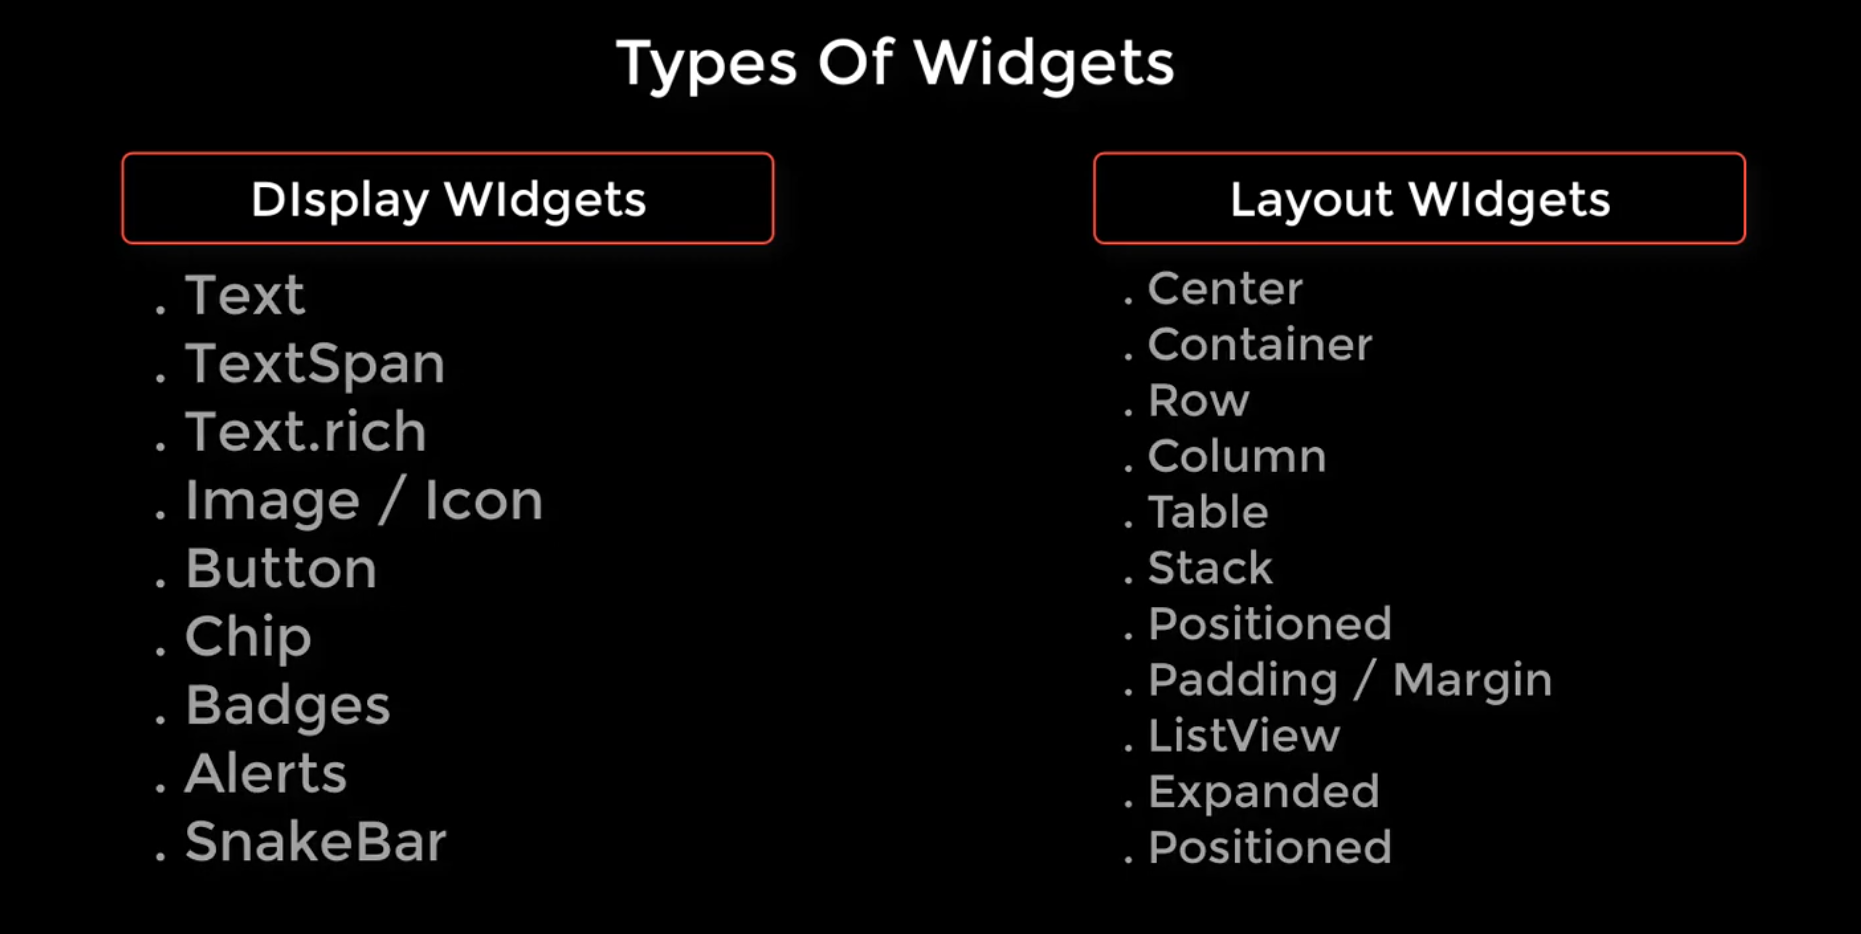 Types Of Widgets
DIsplay WIdgets
. Text
. TextSpan
. Text.rich
. Image / Icon
. Button
. Chip
. Badges
. Alerts
. SnakeBar
Layout WIdgets
. Center
. Container
. Row
. Column
. Table
. Stack
. Positioned
. Padding / Margin
. ListView
. Expanded
. Positioned